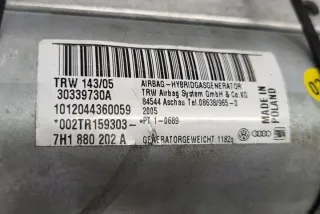 TRW 143/05
30339730A
1012044360059
*002TR159303-
7H1 880 202 A
AIRBAG-HYBRIDGASGENERATOR
TRW Airbag System GmbH & Co.KG
84544 Aschau Tel.08638/965-0
2005
*PT 1-0689
GENERATORGEWICHT 1182g
MADE IN
POLAND